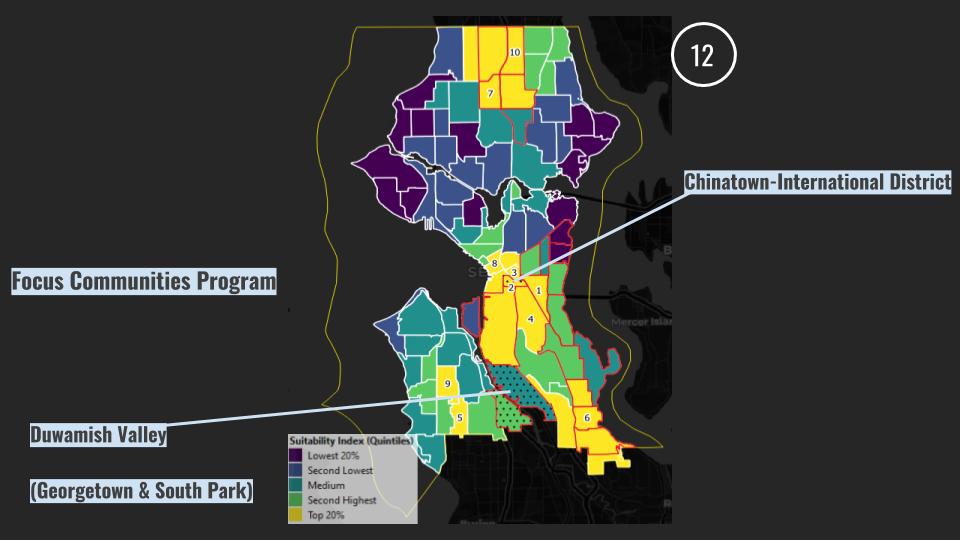 12
10
7
Chinatown-International District
8
3
SE
2
1
Focus Communities Program
4
Mercer Islan
9
5
6
Duwamish Valley
(Georgetown & South Park)
Suitability Index (Quintiles)
Lowest 20%
Second Lowest
Medium
Second Highest
Top 20%